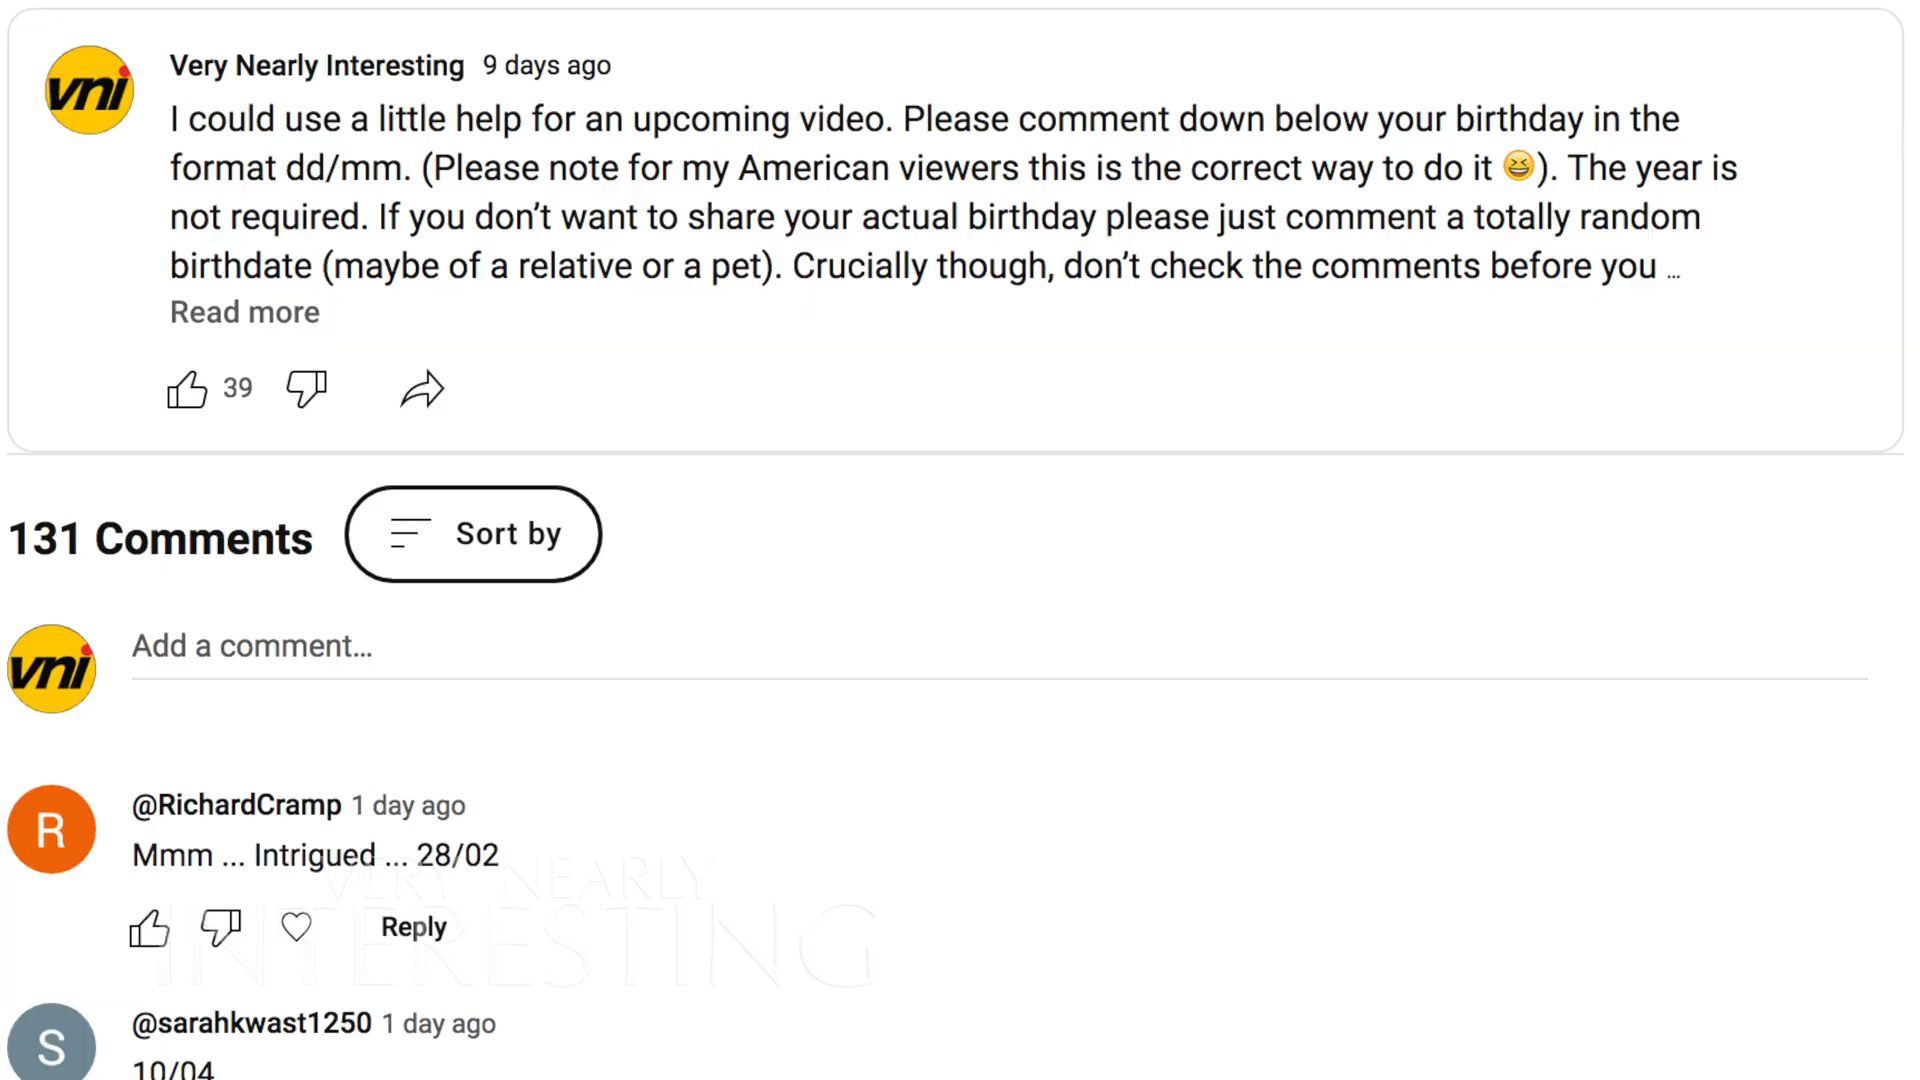 vni
Very Nearly Interesting 9 days ago
I could use a little help for an upcoming video. Please comment down below your birthday in the
format dd/mm. (Please note for my American viewers this is the correct way to do it 😆). The year is
not required. If you don’t want to share your actual birthday please just comment a totally random
birthdate (maybe of a relative or a pet). Crucially though, don’t check the comments before you ...
Read more
39
131 Comments
Sort by
vni
Add a comment...
R
@RichardCramp 1 day ago
Mmm ... Intrigued ... 28/02
VERY NEARLY
INTERESTING
Reply
S
@sarahkwast1250 1 day ago
10/04